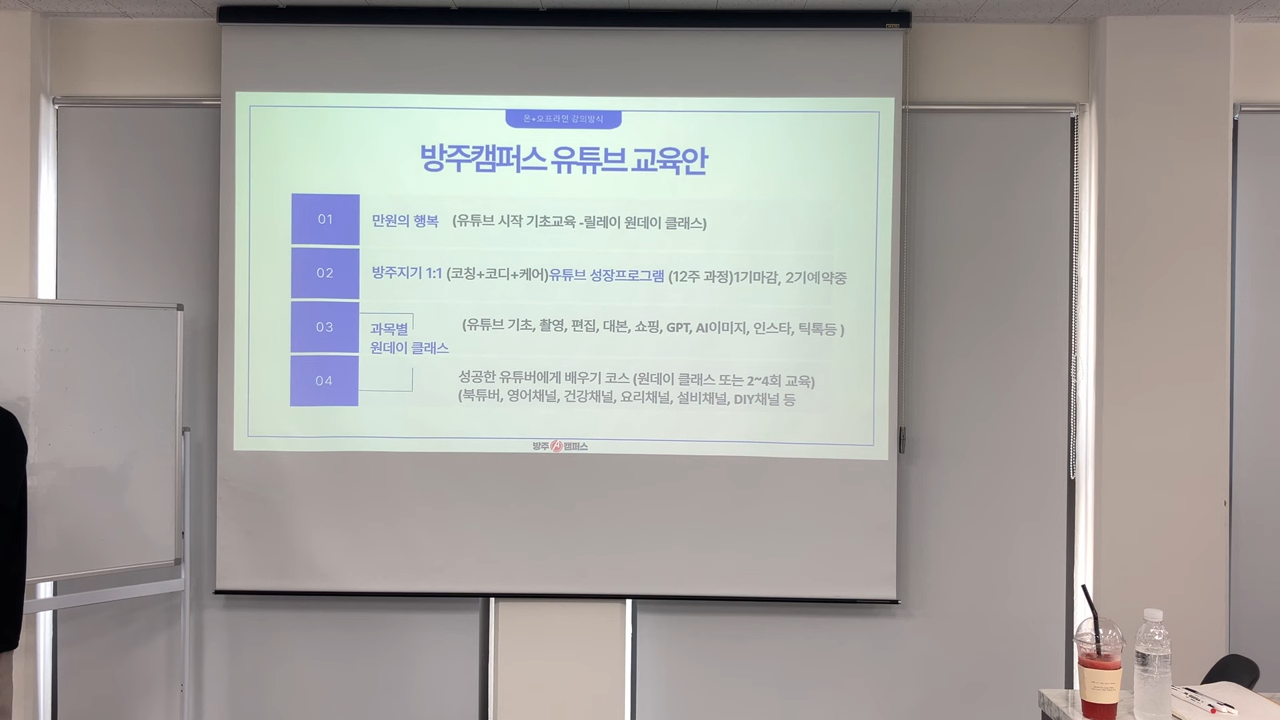 온+오프라인 강의방식
방주캠퍼스 유튜브 교육안
01
만원의 행복 (유튜브 시작 기초교육 -릴레이 원데이 클래스)
02
방주지기 1:1 (코칭+코디+케어)유튜브 성장프로그램 (12주 과정)1기마감, 2기예약중
03
과목별
원데이 클래스
(유튜브 기초, 촬영, 편집, 대본, 쇼핑, GPT, AI이미지, 인스타, 틱톡등 )
04
성공한 유튜버에게 배우기 코스 (원데이 클래스 또는 2~4회 교육)
(북튜버, 영어채널, 건강채널, 요리채널, 설비채널, DIY채널 등
방주 캠퍼스